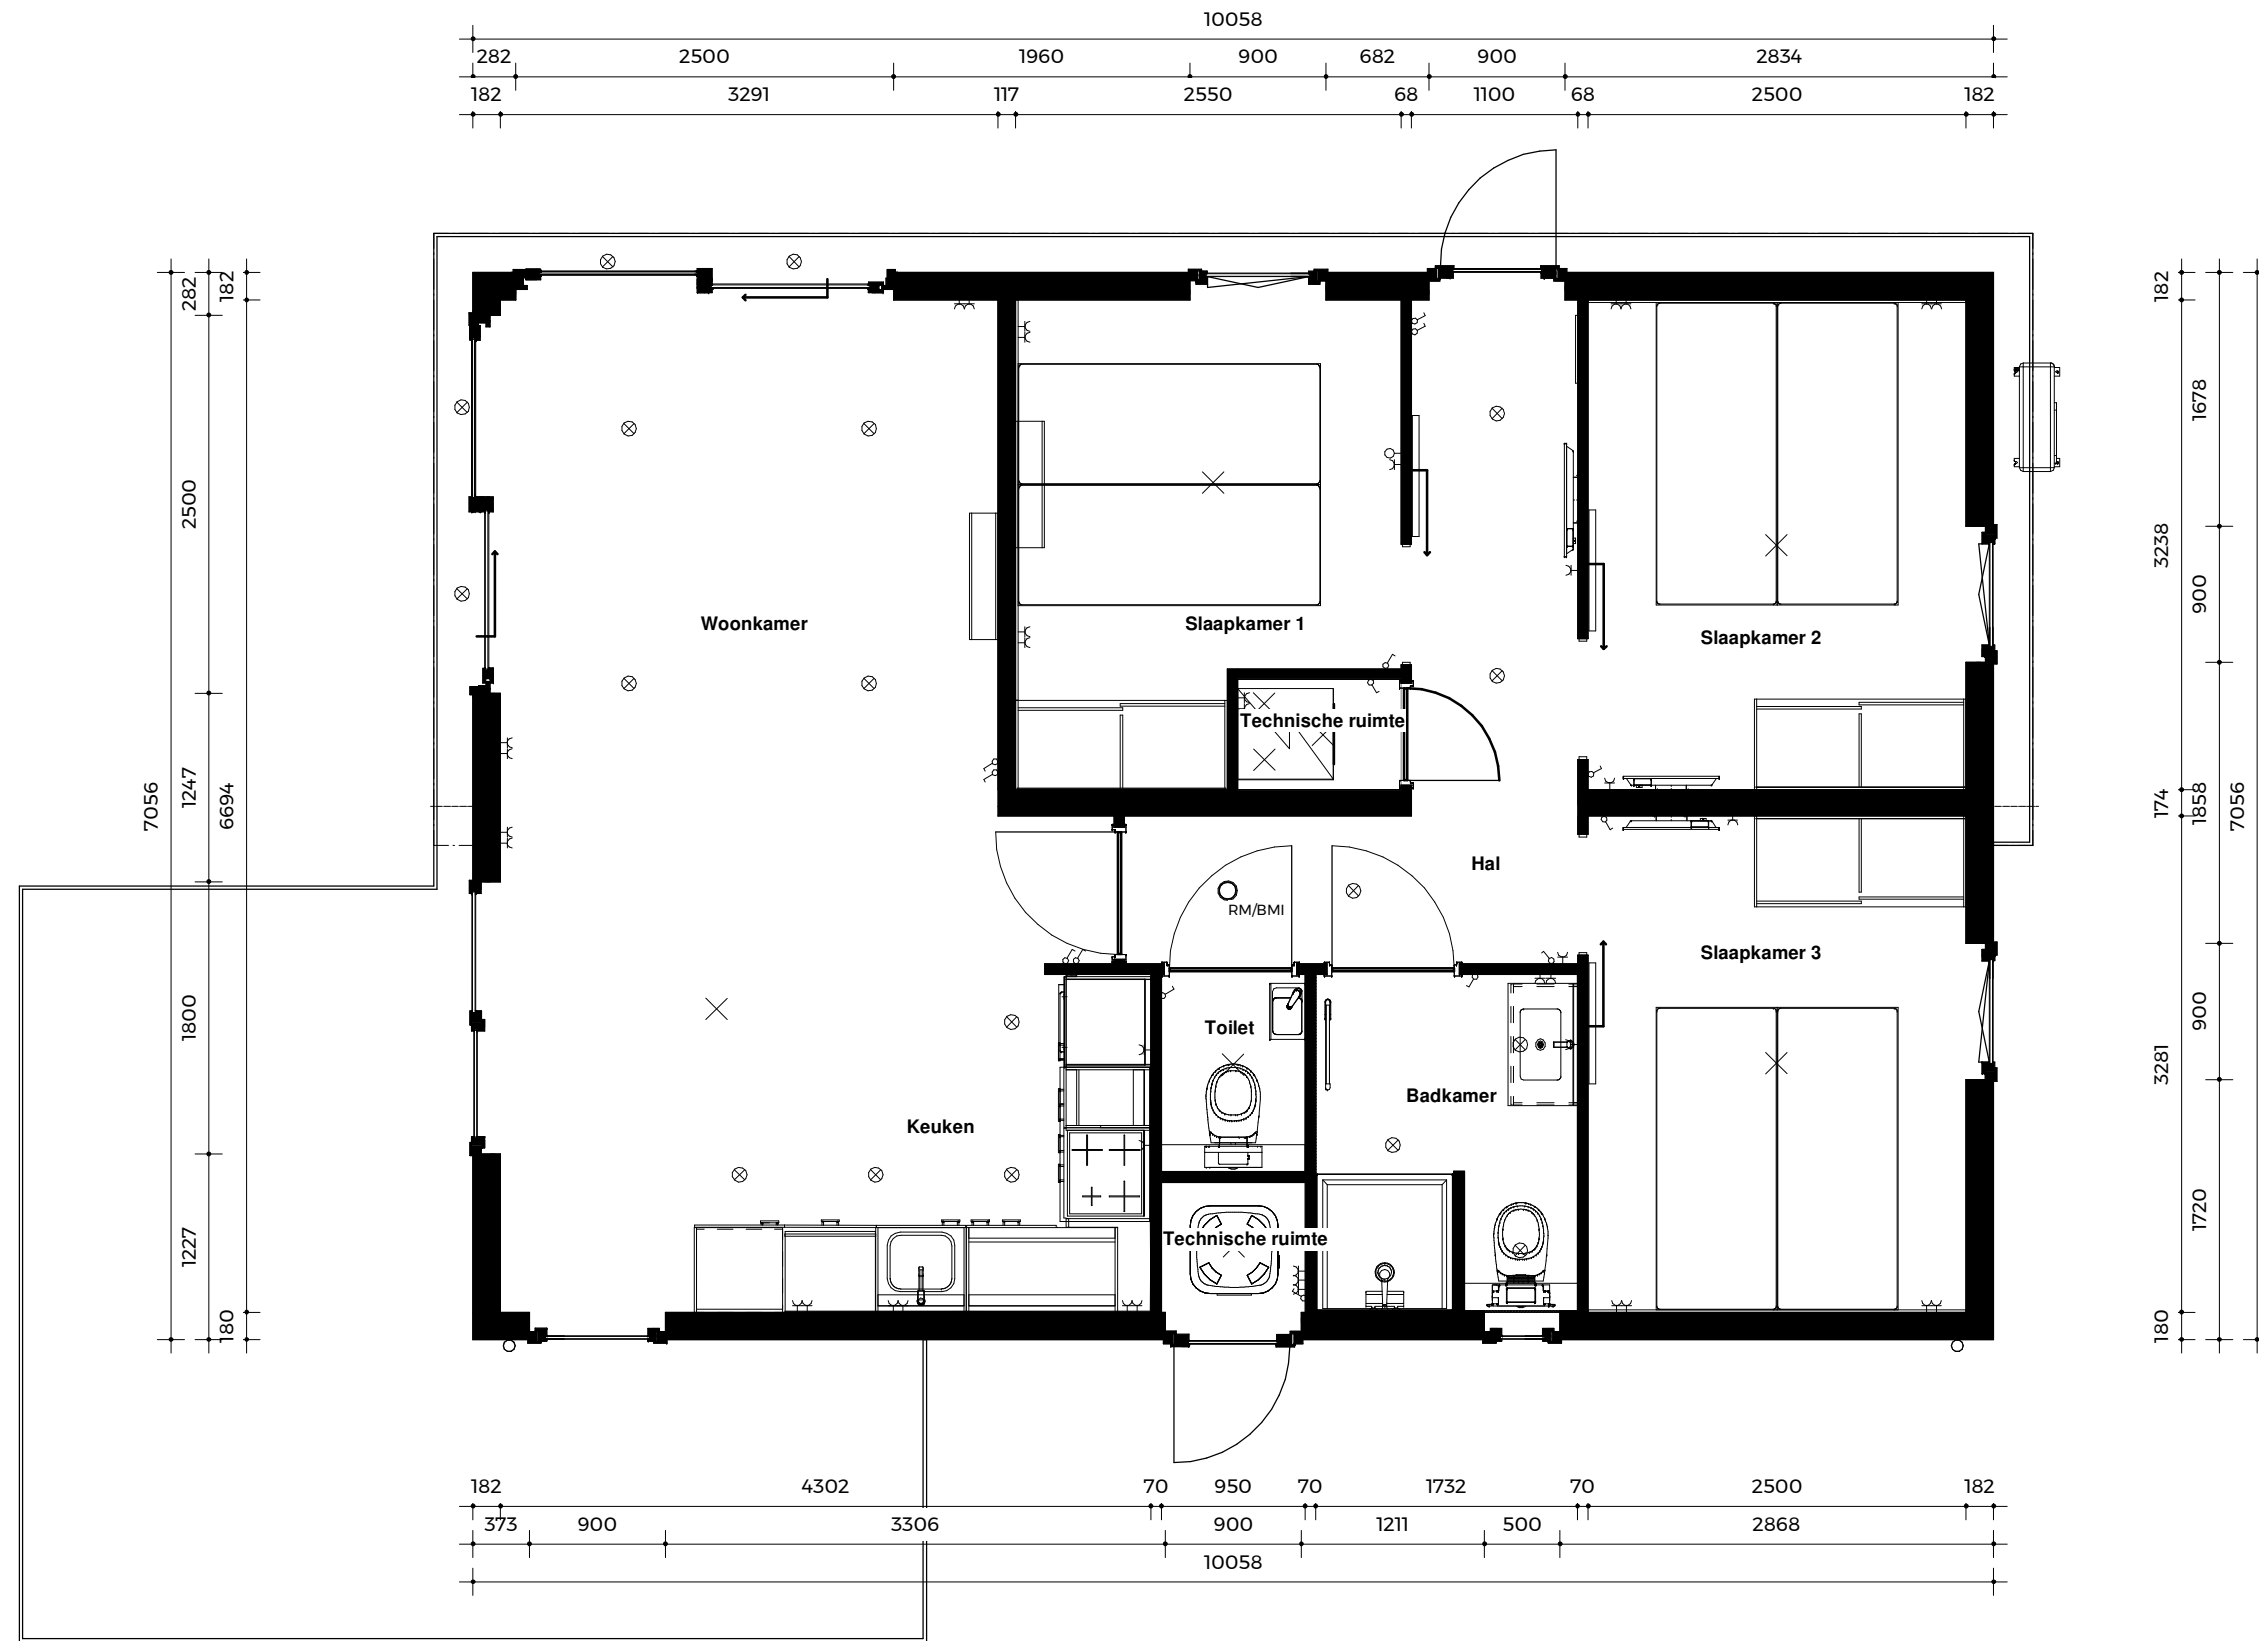 10058
282 2500 1960 900 682 900 2834
182 3291 117 2550 68 1100 68 2500 182
7056
282 2500 1247 1800 1227
182 6694 180
182 3238 174 3281 180
1678 900 1858 900 1720
7056
Woonkamer
Slaapkamer 1
Slaapkamer 2
Technische ruimte
Hal
RM/BMI
Slaapkamer 3
Toilet
Badkamer
Keuken
Technische ruimte
182 4302 70 950 70 1732 70 2500 182
373 900 3306 900 1211 500 2868
10058